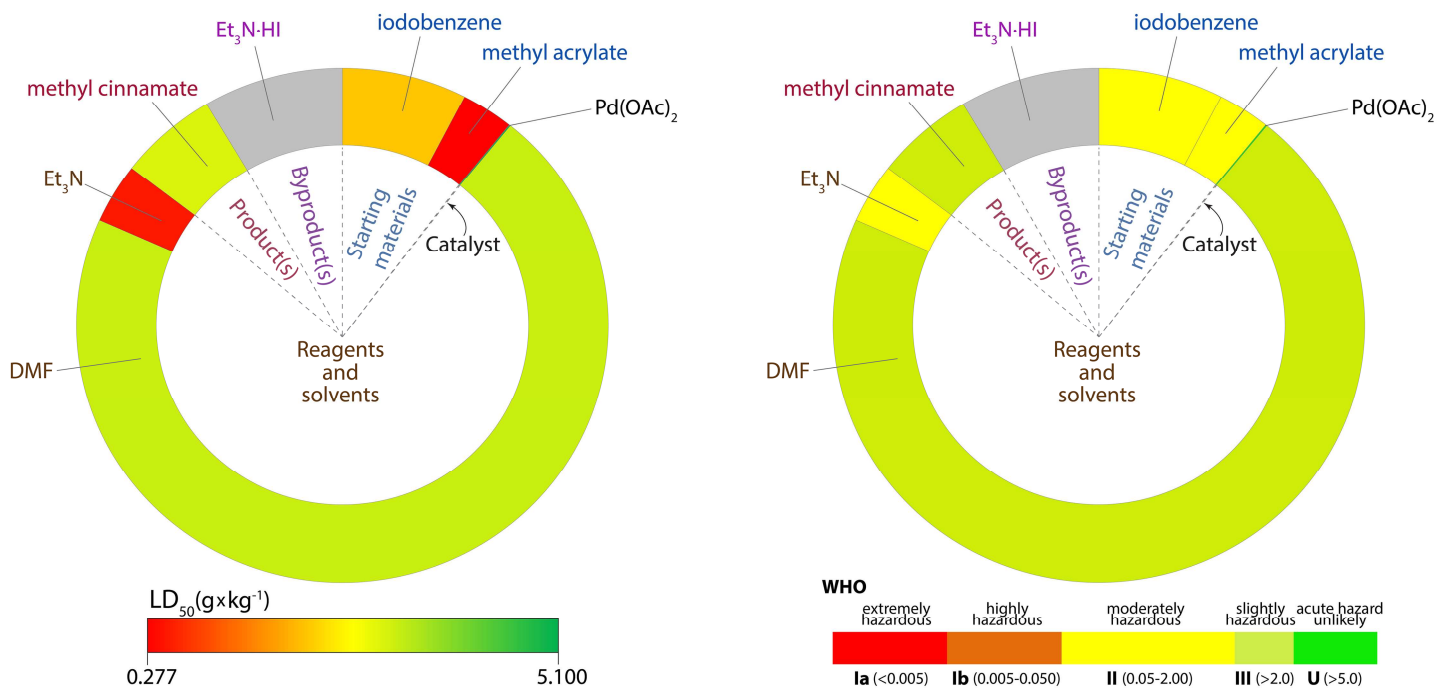 Et₃N·HI
iodobenzene
methyl acrylate
methyl cinnamate
Pd(OAc)₂
Et₃N
Product(s)
Byproduct(s)
Starting
materials
Catalyst
Reagents
and
solvents
DMF
LD₅₀(g×kg⁻¹)
0.277
5.100
Et₃N·HI
iodobenzene
methyl acrylate
methyl cinnamate
Pd(OAc)₂
Et₃N
Product(s)
Byproduct(s)
Starting
materials
Catalyst
Reagents
and
solvents
DMF
WHO
extremely
hazardous
highly
hazardous
moderately
hazardous
slightly
hazardous
acute hazard
unlikely
Ia (<0.005)
Ib (0.005-0.050)
II (0.05-2.00)
III (>2.0)
U (>5.0)